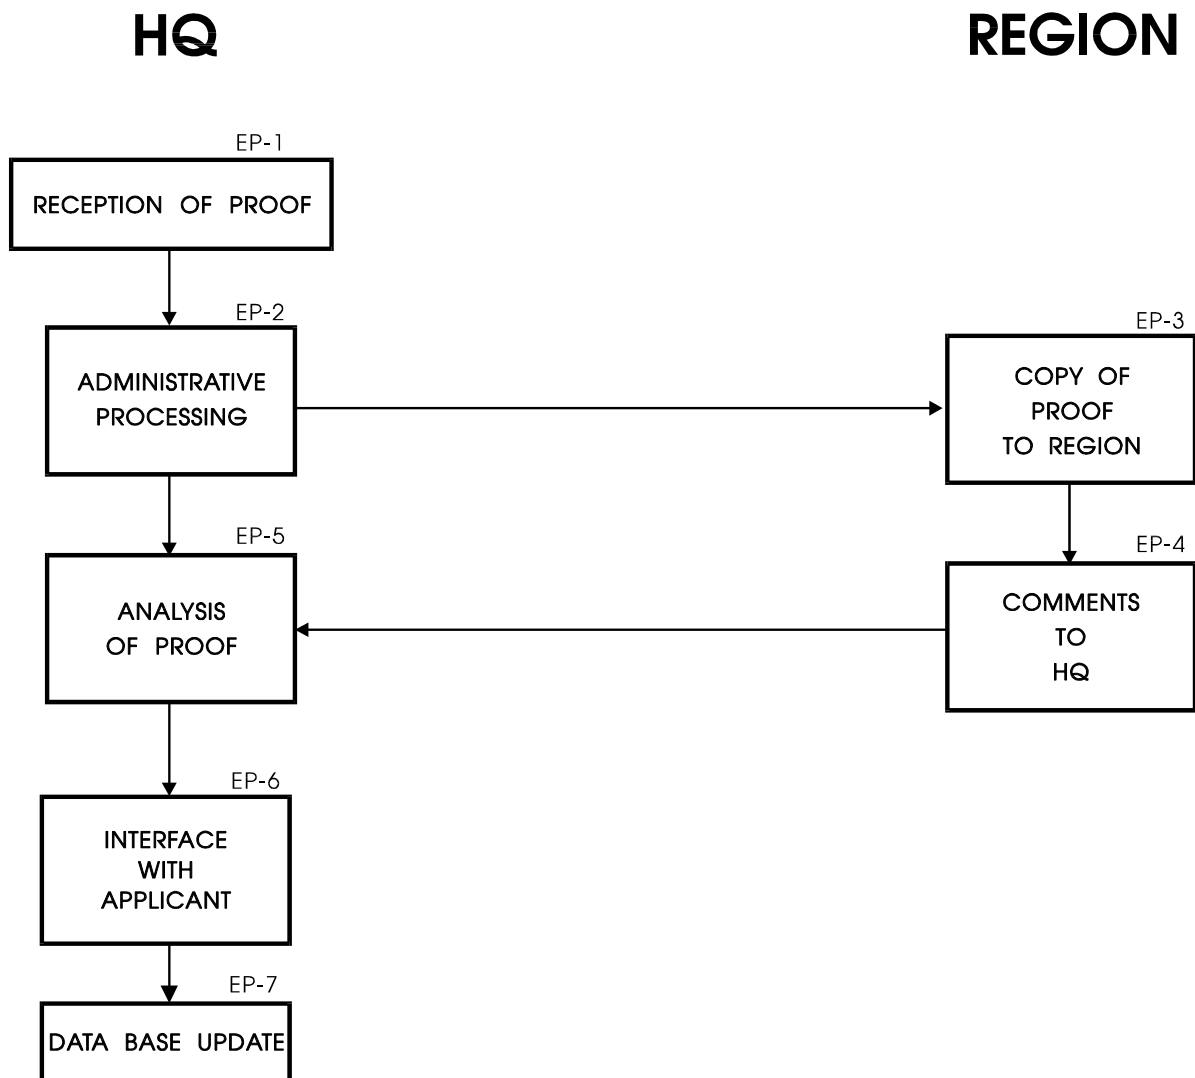 HQ
REGION
EP-1
RECEPTION OF PROOF
EP-2
ADMINISTRATIVE
PROCESSING
EP-3
COPY OF
PROOF
TO REGION
EP-4
COMMENTS
TO
HQ
EP-5
ANALYSIS
OF PROOF
EP-6
INTERFACE
WITH
APPLICANT
EP-7
DATA BASE UPDATE